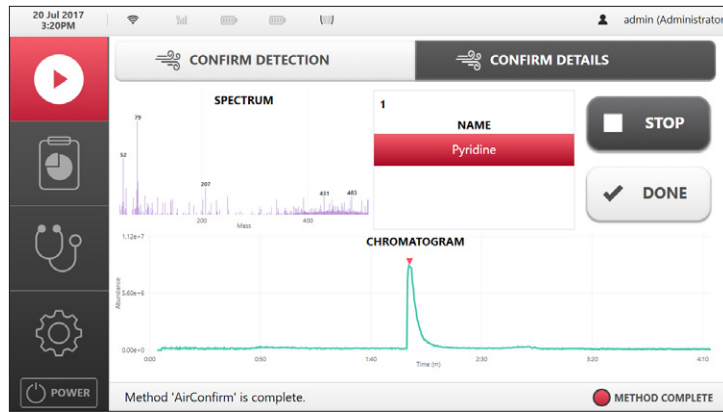 20 Jul 2017
3:20PM
admin (Administrator
CONFIRM DETECTION
CONFIRM DETAILS
SPECTRUM
79
52
207
431
483
200
400
Mass
1
NAME
Pyridine
STOP
DONE
CHROMATOGRAM
1.12e+7
5.60e+6
0.00e+0
Abundance
0:00
0:50
1:40
2:30
3:20
4:10
Time (m)
POWER
Method 'AirConfirm' is complete.
METHOD COMPLETE